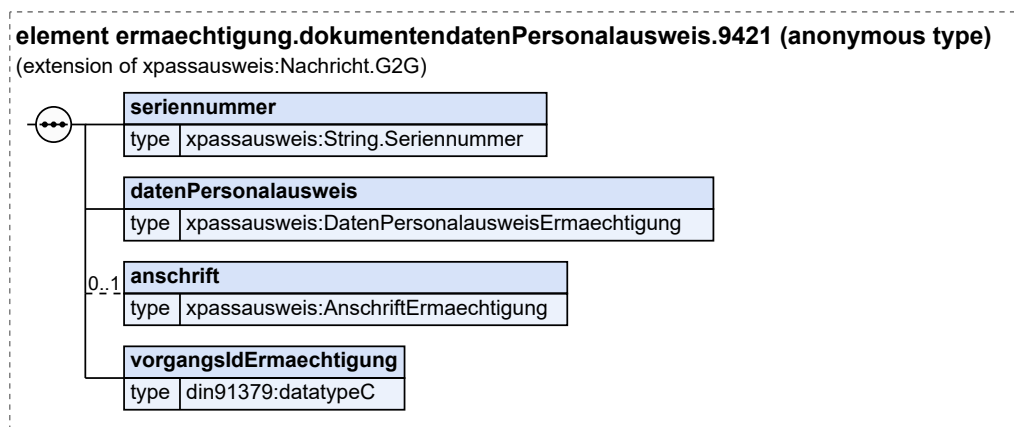 element ermaechtigung.dokumentendatenPersonalausweis.9421 (anonymous type)
(extension of xpassausweis:Nachricht.G2G)
seriennummer
type xpassausweis:String.Seriennummer
datenPersonalausweis
type xpassausweis:DatenPersonalausweisErmaechtigung
0..1 anschrift
type xpassausweis:AnschriftErmaechtigung
vorgangsIdErmaechtigung
type din91379:datatypeC